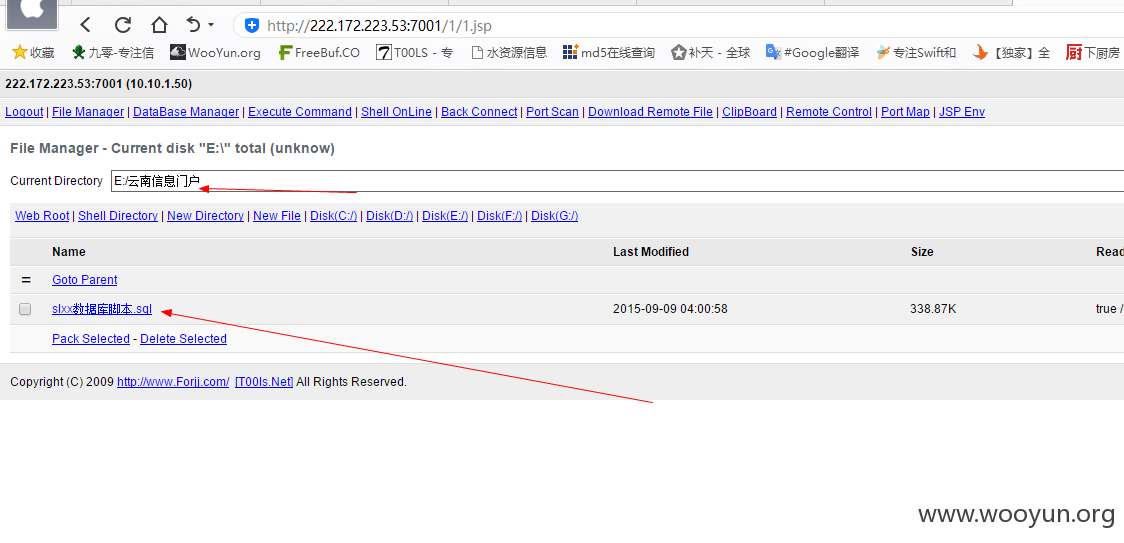 http://222.172.223.53:7001/1/1.jsp
收藏 九零-专注信 WooYun.org FreeBuf.CO T00LS - 专 水资源信息 md5在线查询 补天 - 全球 #Google翻译 专注Swift和 【独家】全 下厨房
222.172.223.53:7001 (10.10.1.50)
Logout | File Manager | DataBase Manager | Execute Command | Shell OnLine | Back Connect | Port Scan | Download Remote File | ClipBoard | Remote Control | Port Map | JSP Env
File Manager - Current disk "E:\" total (unknow)
Current Directory E:/云南信息门户
Web Root | Shell Directory | New Directory | New File | Disk(C:/) | Disk(D:/) | Disk(E:/) | Disk(F:/) | Disk(G:/)
Name Last Modified Size Read
= Goto Parent
slxx数据库脚本.sql 2015-09-09 04:00:58 338.87K true /
Pack Selected - Delete Selected
Copyright (C) 2009 http://www.Forjj.com/ [T00ls.Net] All Rights Reserved.
www.wooyun.org